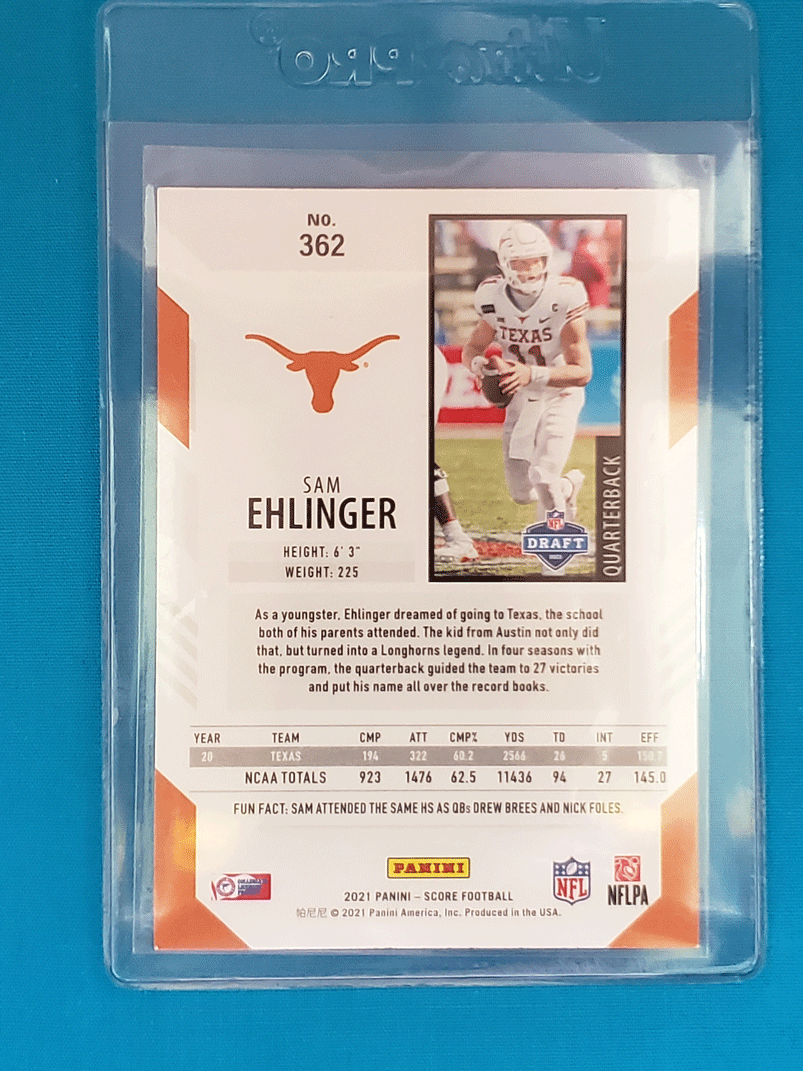 Ultra PRO
No.
362
TEXAS
11
C
SAM
EHLINGER
HEIGHT: 6' 3"
WEIGHT: 225
QUARTERBACK
NFL
DRAFT
As a youngster, Ehlinger dreamed of going to Texas, the school
both of his parents attended. The kid from Austin not only did
that, but turned into a Longhorns legend. In four seasons with
the program, the quarterback guided the team to 27 victories
and put his name all over the record books.
YEAR TEAM CMP ATT CMP% YDS TD INT EFF
20 TEXAS 194 322 60.2 2566 26 5 150.7
NCAA TOTALS 923 1476 62.5 11436 94 27 145.0
FUN FACT: SAM ATTENDED THE SAME HS AS QBs DREW BREES AND NICK FOLES.
PANINI
NFL
NFLPA
2021 PANINI – SCORE FOOTBALL
帕尼尼 © 2021 Panini America, Inc. Produced in the USA.